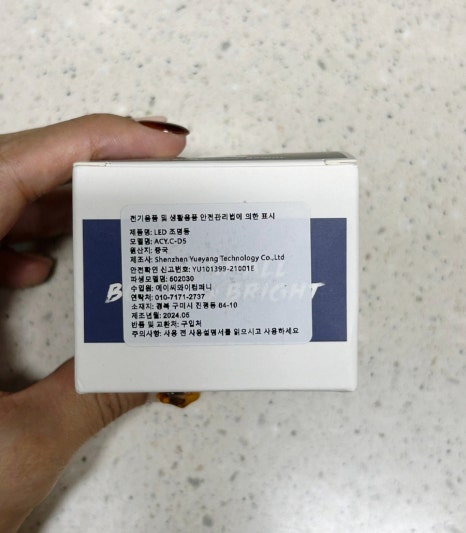 전기용품 및 생활용품 안전관리법에 의한 표시
제품명: LED 조명등
모델명: ACY.C-D5
원산지: 중국
제조사: Shenzhen Yueyang Technology Co.,Ltd
안전확인 신고번호: YU101399-21001E
파생모델명: 602030
수입원: 에이씨와이컴퍼니
연락처: 010-7171-2737
소재지: 경북 구미시 진평동 84-10
제조년월: 2024.05
반품 및 교환처: 구입처
주의사항: 사용 전 사용설명서를 읽으시고 사용하세요
BRIGHT